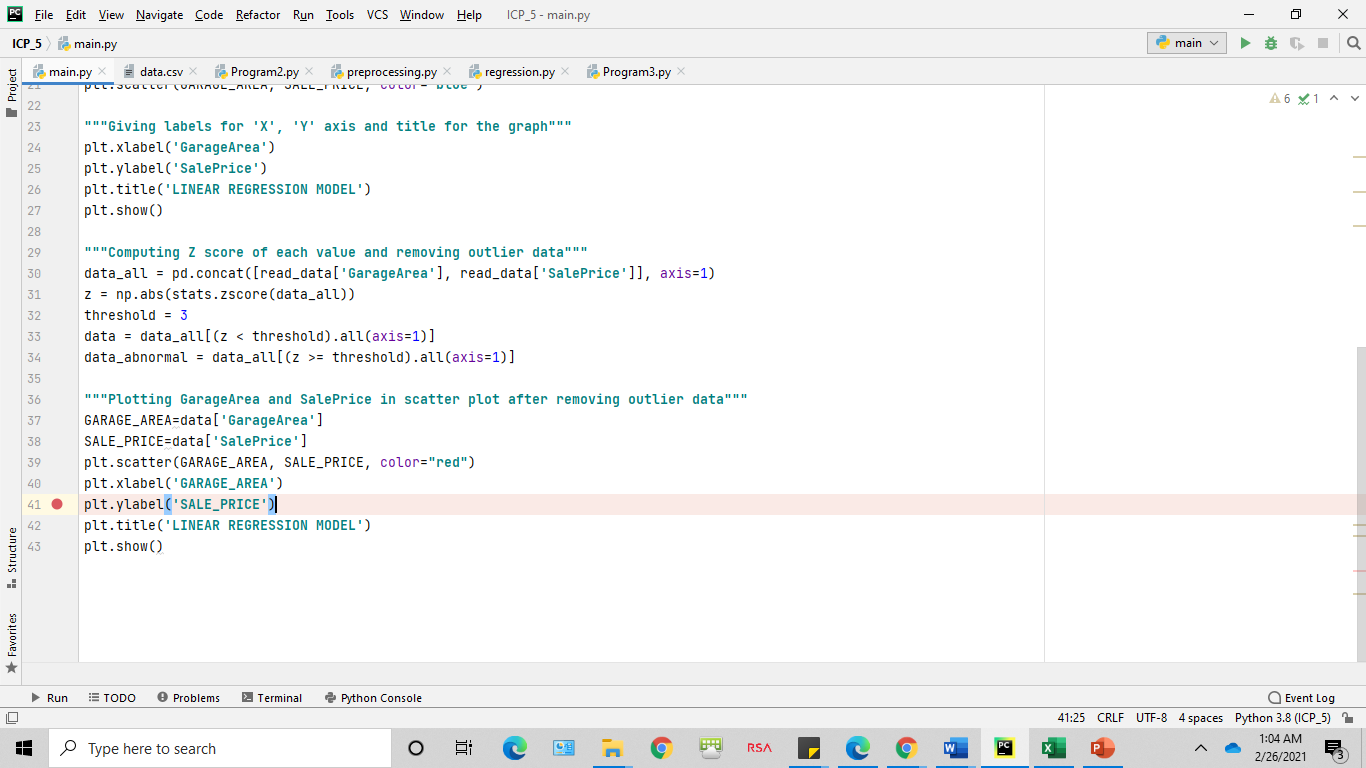 File Edit View Navigate Code Refactor Run Tools VCS Window Help ICP_5 - main.py
ICP_5 main.py main
main.py data.csv Program2.py preprocessing.py regression.py Program3.py
Project
21 plt.scatter(GARAGE_AREA, SALE_PRICE, color="blue")
6 1
22
23 """Giving labels for 'X', 'Y' axis and title for the graph"""
24 plt.xlabel('GarageArea')
25 plt.ylabel('SalePrice')
26 plt.title('LINEAR REGRESSION MODEL')
27 plt.show()
28
29 """Computing Z score of each value and removing outlier data"""
30 data_all = pd.concat([read_data['GarageArea'], read_data['SalePrice']], axis=1)
31 z = np.abs(stats.zscore(data_all))
32 threshold = 3
33 data = data_all[(z < threshold).all(axis=1)]
34 data_abnormal = data_all[(z >= threshold).all(axis=1)]
35
36 """Plotting GarageArea and SalePrice in scatter plot after removing outlier data"""
37 GARAGE_AREA=data['GarageArea']
38 SALE_PRICE=data['SalePrice']
39 plt.scatter(GARAGE_AREA, SALE_PRICE, color="red")
40 plt.xlabel('GARAGE_AREA')
41 plt.ylabel('SALE_PRICE')
42 plt.title('LINEAR REGRESSION MODEL')
43 plt.show()
Structure
Favorites
Run TODO Problems Terminal Python Console Event Log
41:25 CRLF UTF-8 4 spaces Python 3.8 (ICP_5)
Type here to search
RSA
1:04 AM
2/26/2021
3